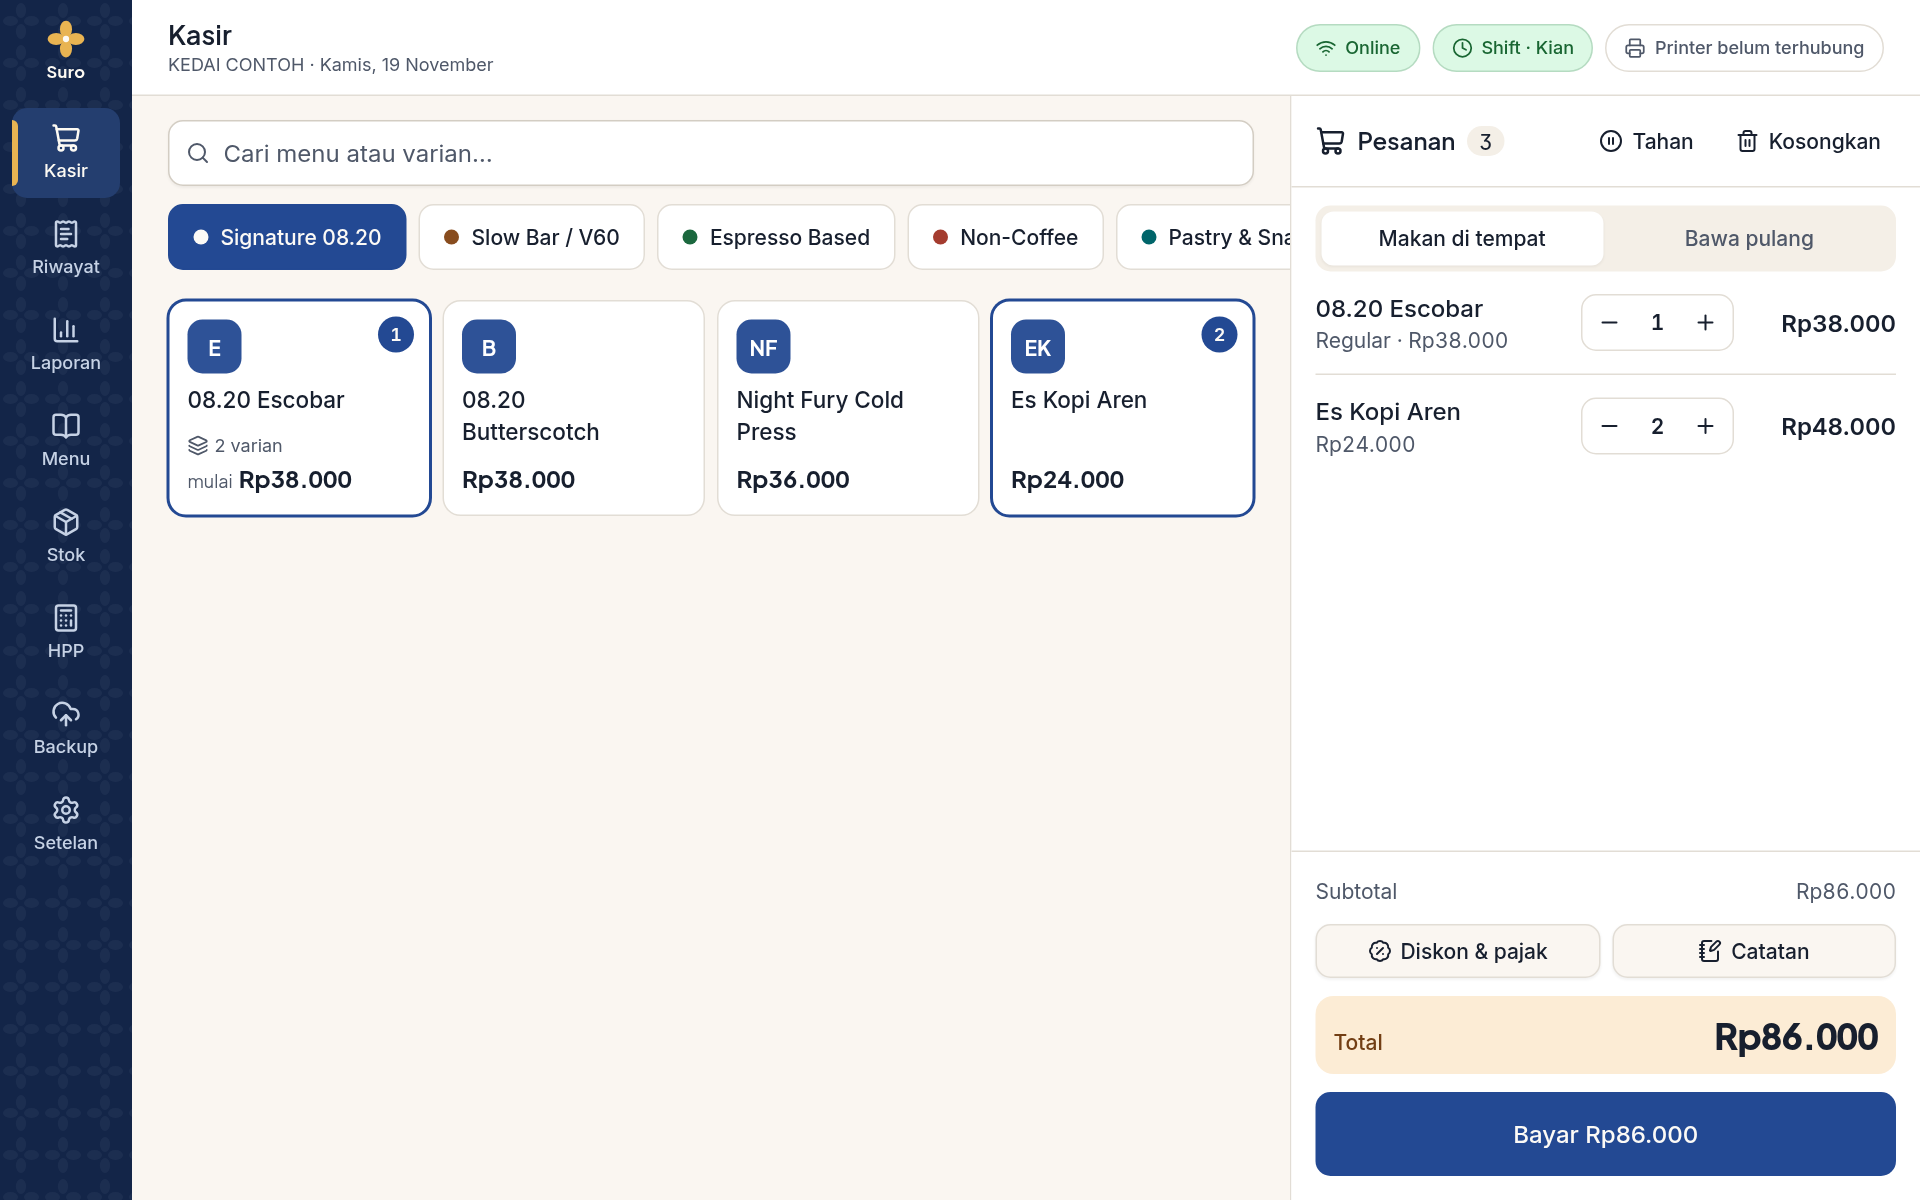 Suro
Kasir
Riwayat
Laporan
Menu
Stok
HPP
Backup
Setelan
Kasir
KEDAI CONTOH · Kamis, 19 November
Online
Shift · Kian
Printer belum terhubung
Cari menu atau varian...
Signature 08.20
Slow Bar / V60
Espresso Based
Non-Coffee
Pastry & Sna
E
1
08.20 Escobar
2 varian
mulai Rp38.000
B
08.20
Butterscotch
Rp38.000
NF
Night Fury Cold
Press
Rp36.000
EK
2
Es Kopi Aren
Rp24.000
Pesanan 3
Tahan
Kosongkan
Makan di tempat
Bawa pulang
08.20 Escobar
Regular · Rp38.000
− 1 +
Rp38.000
Es Kopi Aren
Rp24.000
− 2 +
Rp48.000
Subtotal
Rp86.000
Diskon & pajak
Catatan
Total
Rp86.000
Bayar Rp86.000